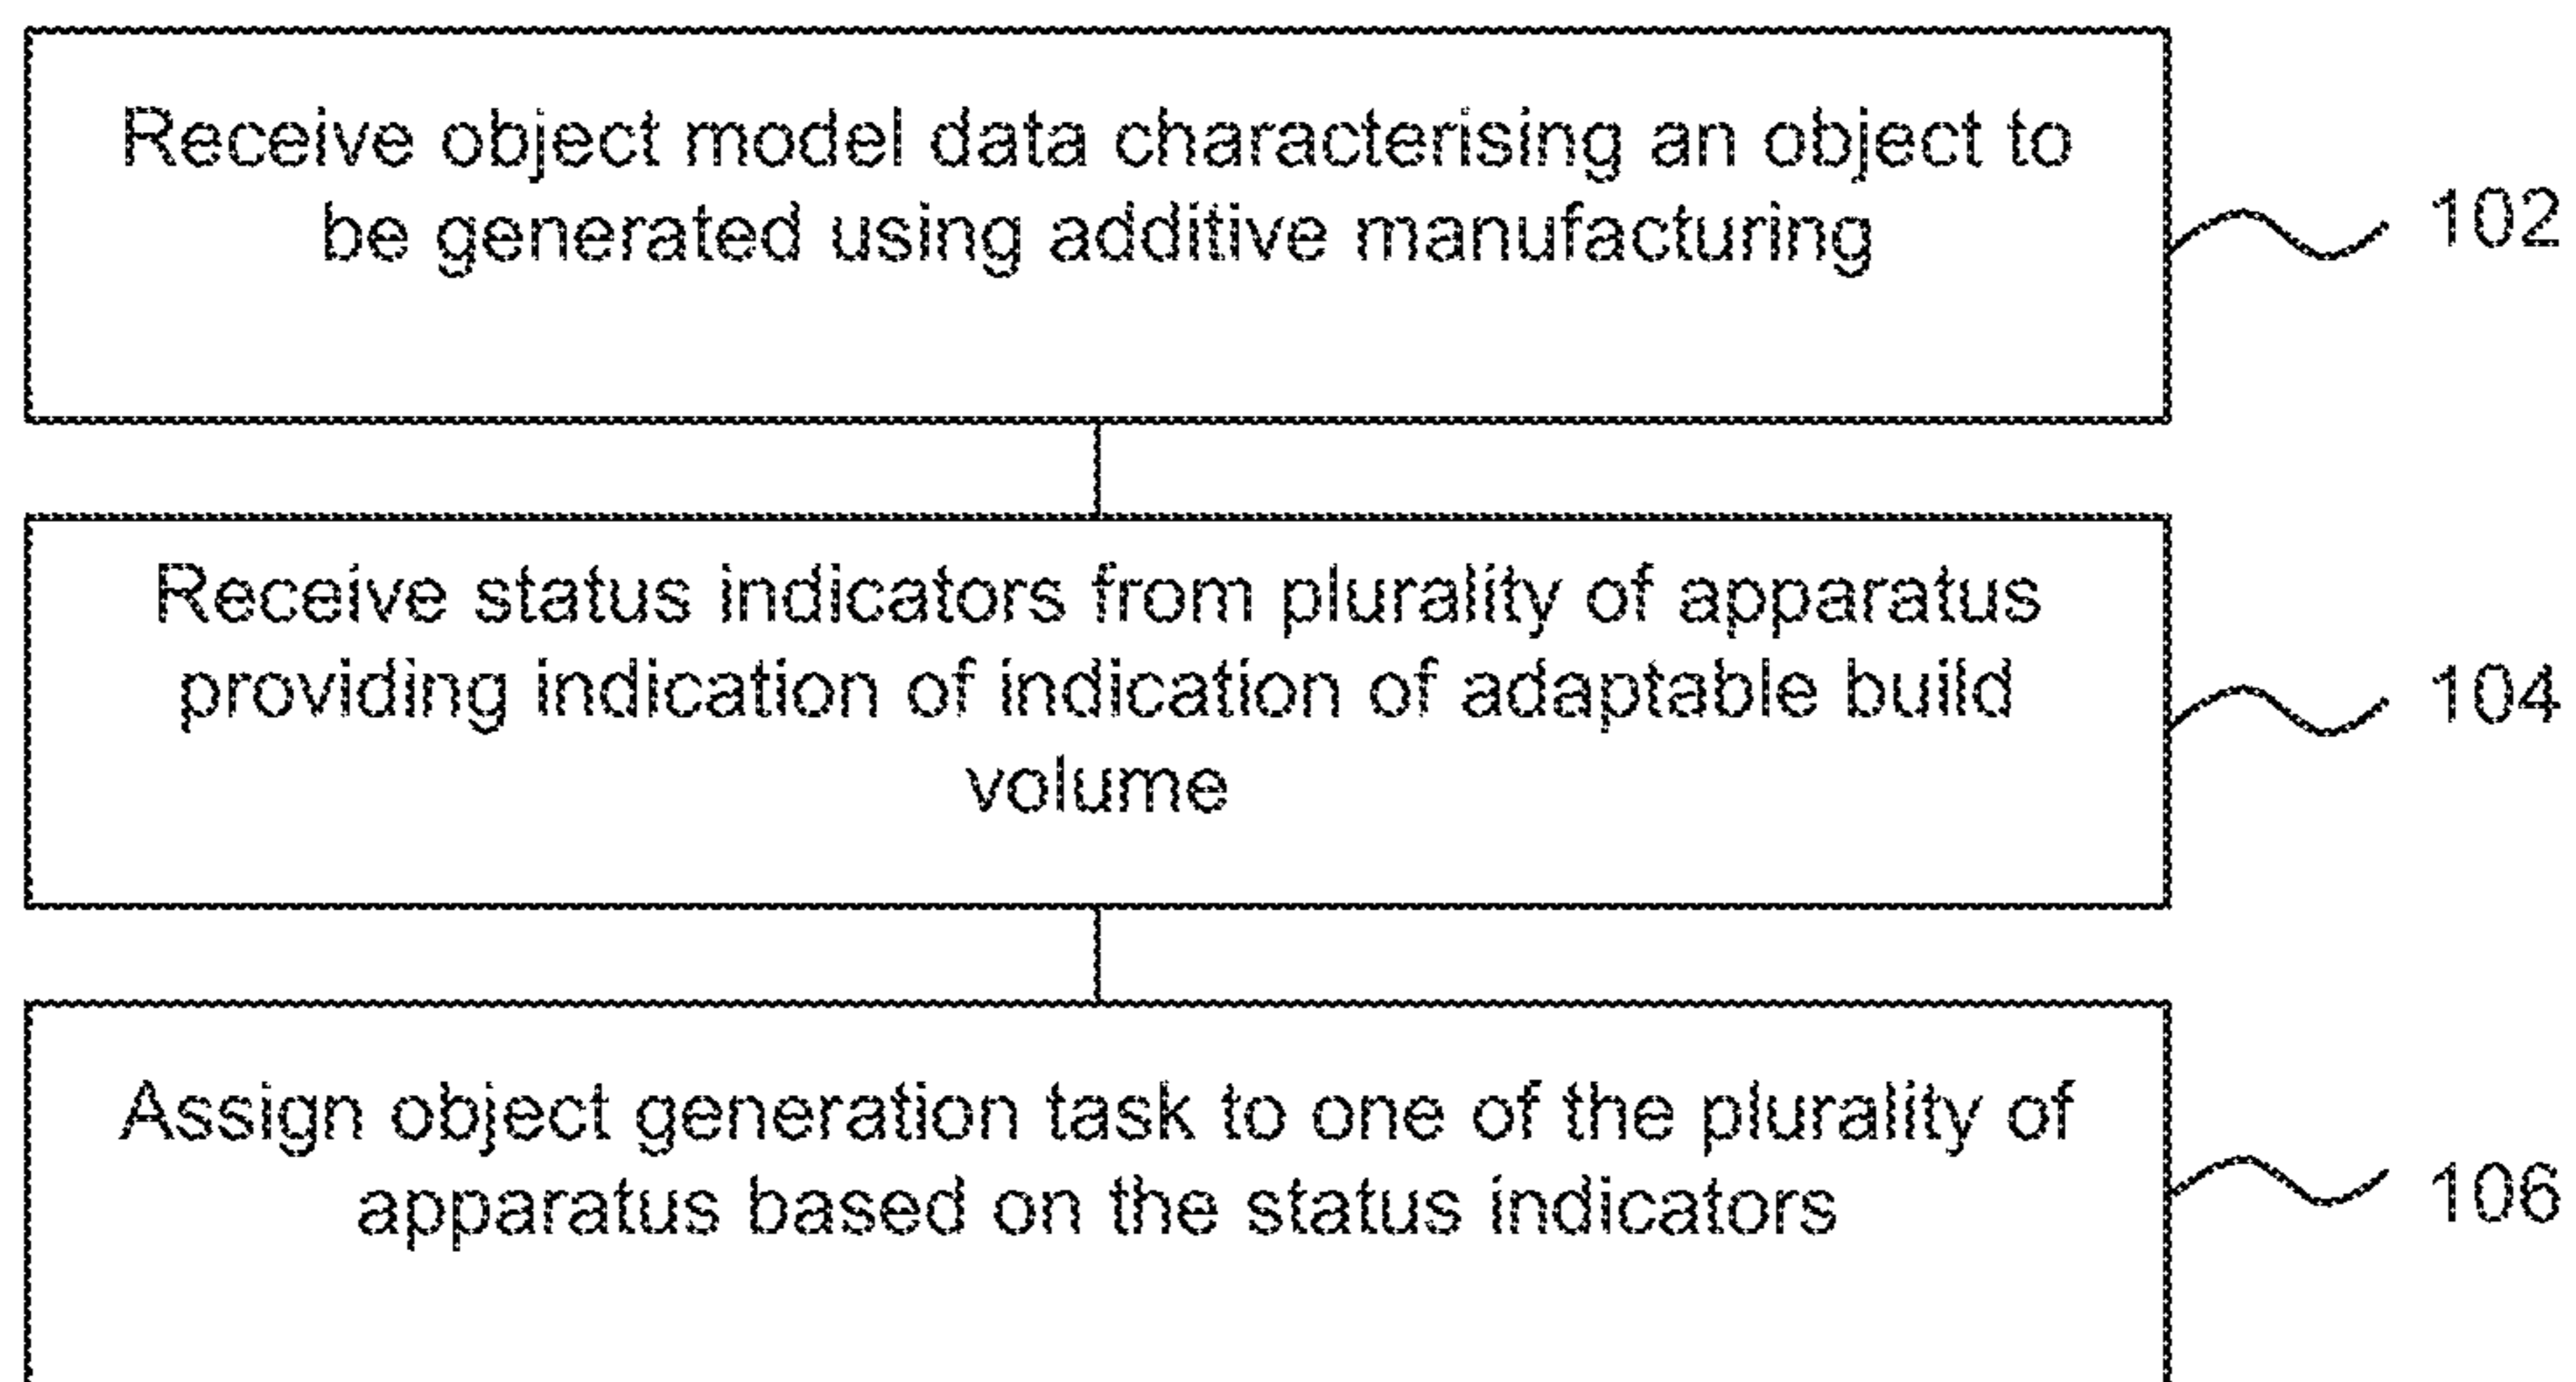 Receive object model data characterising an object to
be generated using additive manufacturing
102
Receive status indicators from plurality of apparatus
providing indication of indication of adaptable build
volume
104
Assign object generation task to one of the plurality of
apparatus based on the status indicators
106